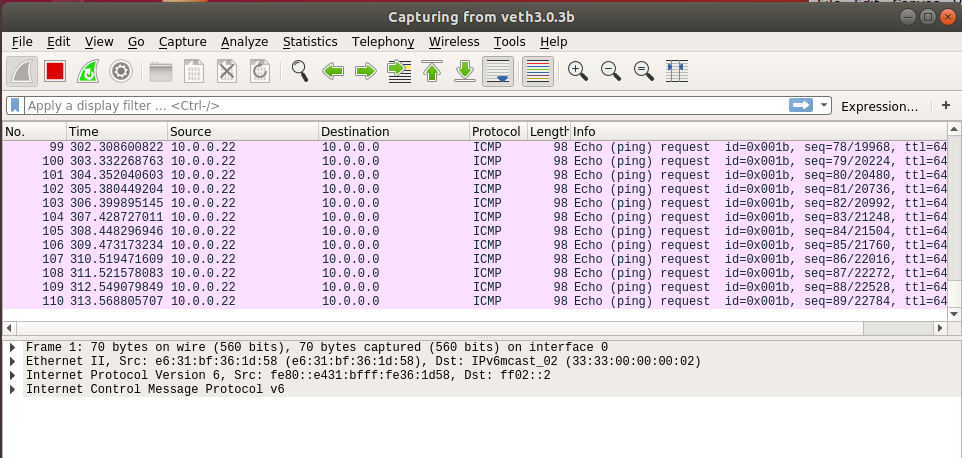 Capturing from veth3.0.3b
File Edit View Go Capture Analyze Statistics Telephony Wireless Tools Help
Apply a display filter … <Ctrl-/> Expression… +
No. Time Source Destination Protocol Length Info
99 302.308600822 10.0.0.22 10.0.0.0 ICMP 98 Echo (ping) request id=0x001b, seq=78/19968, ttl=64
100 303.332268763 10.0.0.22 10.0.0.0 ICMP 98 Echo (ping) request id=0x001b, seq=79/20224, ttl=64
101 304.352040603 10.0.0.22 10.0.0.0 ICMP 98 Echo (ping) request id=0x001b, seq=80/20480, ttl=64
102 305.380449204 10.0.0.22 10.0.0.0 ICMP 98 Echo (ping) request id=0x001b, seq=81/20736, ttl=64
103 306.399895145 10.0.0.22 10.0.0.0 ICMP 98 Echo (ping) request id=0x001b, seq=82/20992, ttl=64
104 307.428727011 10.0.0.22 10.0.0.0 ICMP 98 Echo (ping) request id=0x001b, seq=83/21248, ttl=64
105 308.448296946 10.0.0.22 10.0.0.0 ICMP 98 Echo (ping) request id=0x001b, seq=84/21504, ttl=64
106 309.473173234 10.0.0.22 10.0.0.0 ICMP 98 Echo (ping) request id=0x001b, seq=85/21760, ttl=64
107 310.519471609 10.0.0.22 10.0.0.0 ICMP 98 Echo (ping) request id=0x001b, seq=86/22016, ttl=64
108 311.521578083 10.0.0.22 10.0.0.0 ICMP 98 Echo (ping) request id=0x001b, seq=87/22272, ttl=64
109 312.549079849 10.0.0.22 10.0.0.0 ICMP 98 Echo (ping) request id=0x001b, seq=88/22528, ttl=64
110 313.568805707 10.0.0.22 10.0.0.0 ICMP 98 Echo (ping) request id=0x001b, seq=89/22784, ttl=64
Frame 1: 70 bytes on wire (560 bits), 70 bytes captured (560 bits) on interface 0
Ethernet II, Src: e6:31:bf:36:1d:58 (e6:31:bf:36:1d:58), Dst: IPv6mcast_02 (33:33:00:00:00:02)
Internet Protocol Version 6, Src: fe80::e431:bfff:fe36:1d58, Dst: ff02::2
Internet Control Message Protocol v6